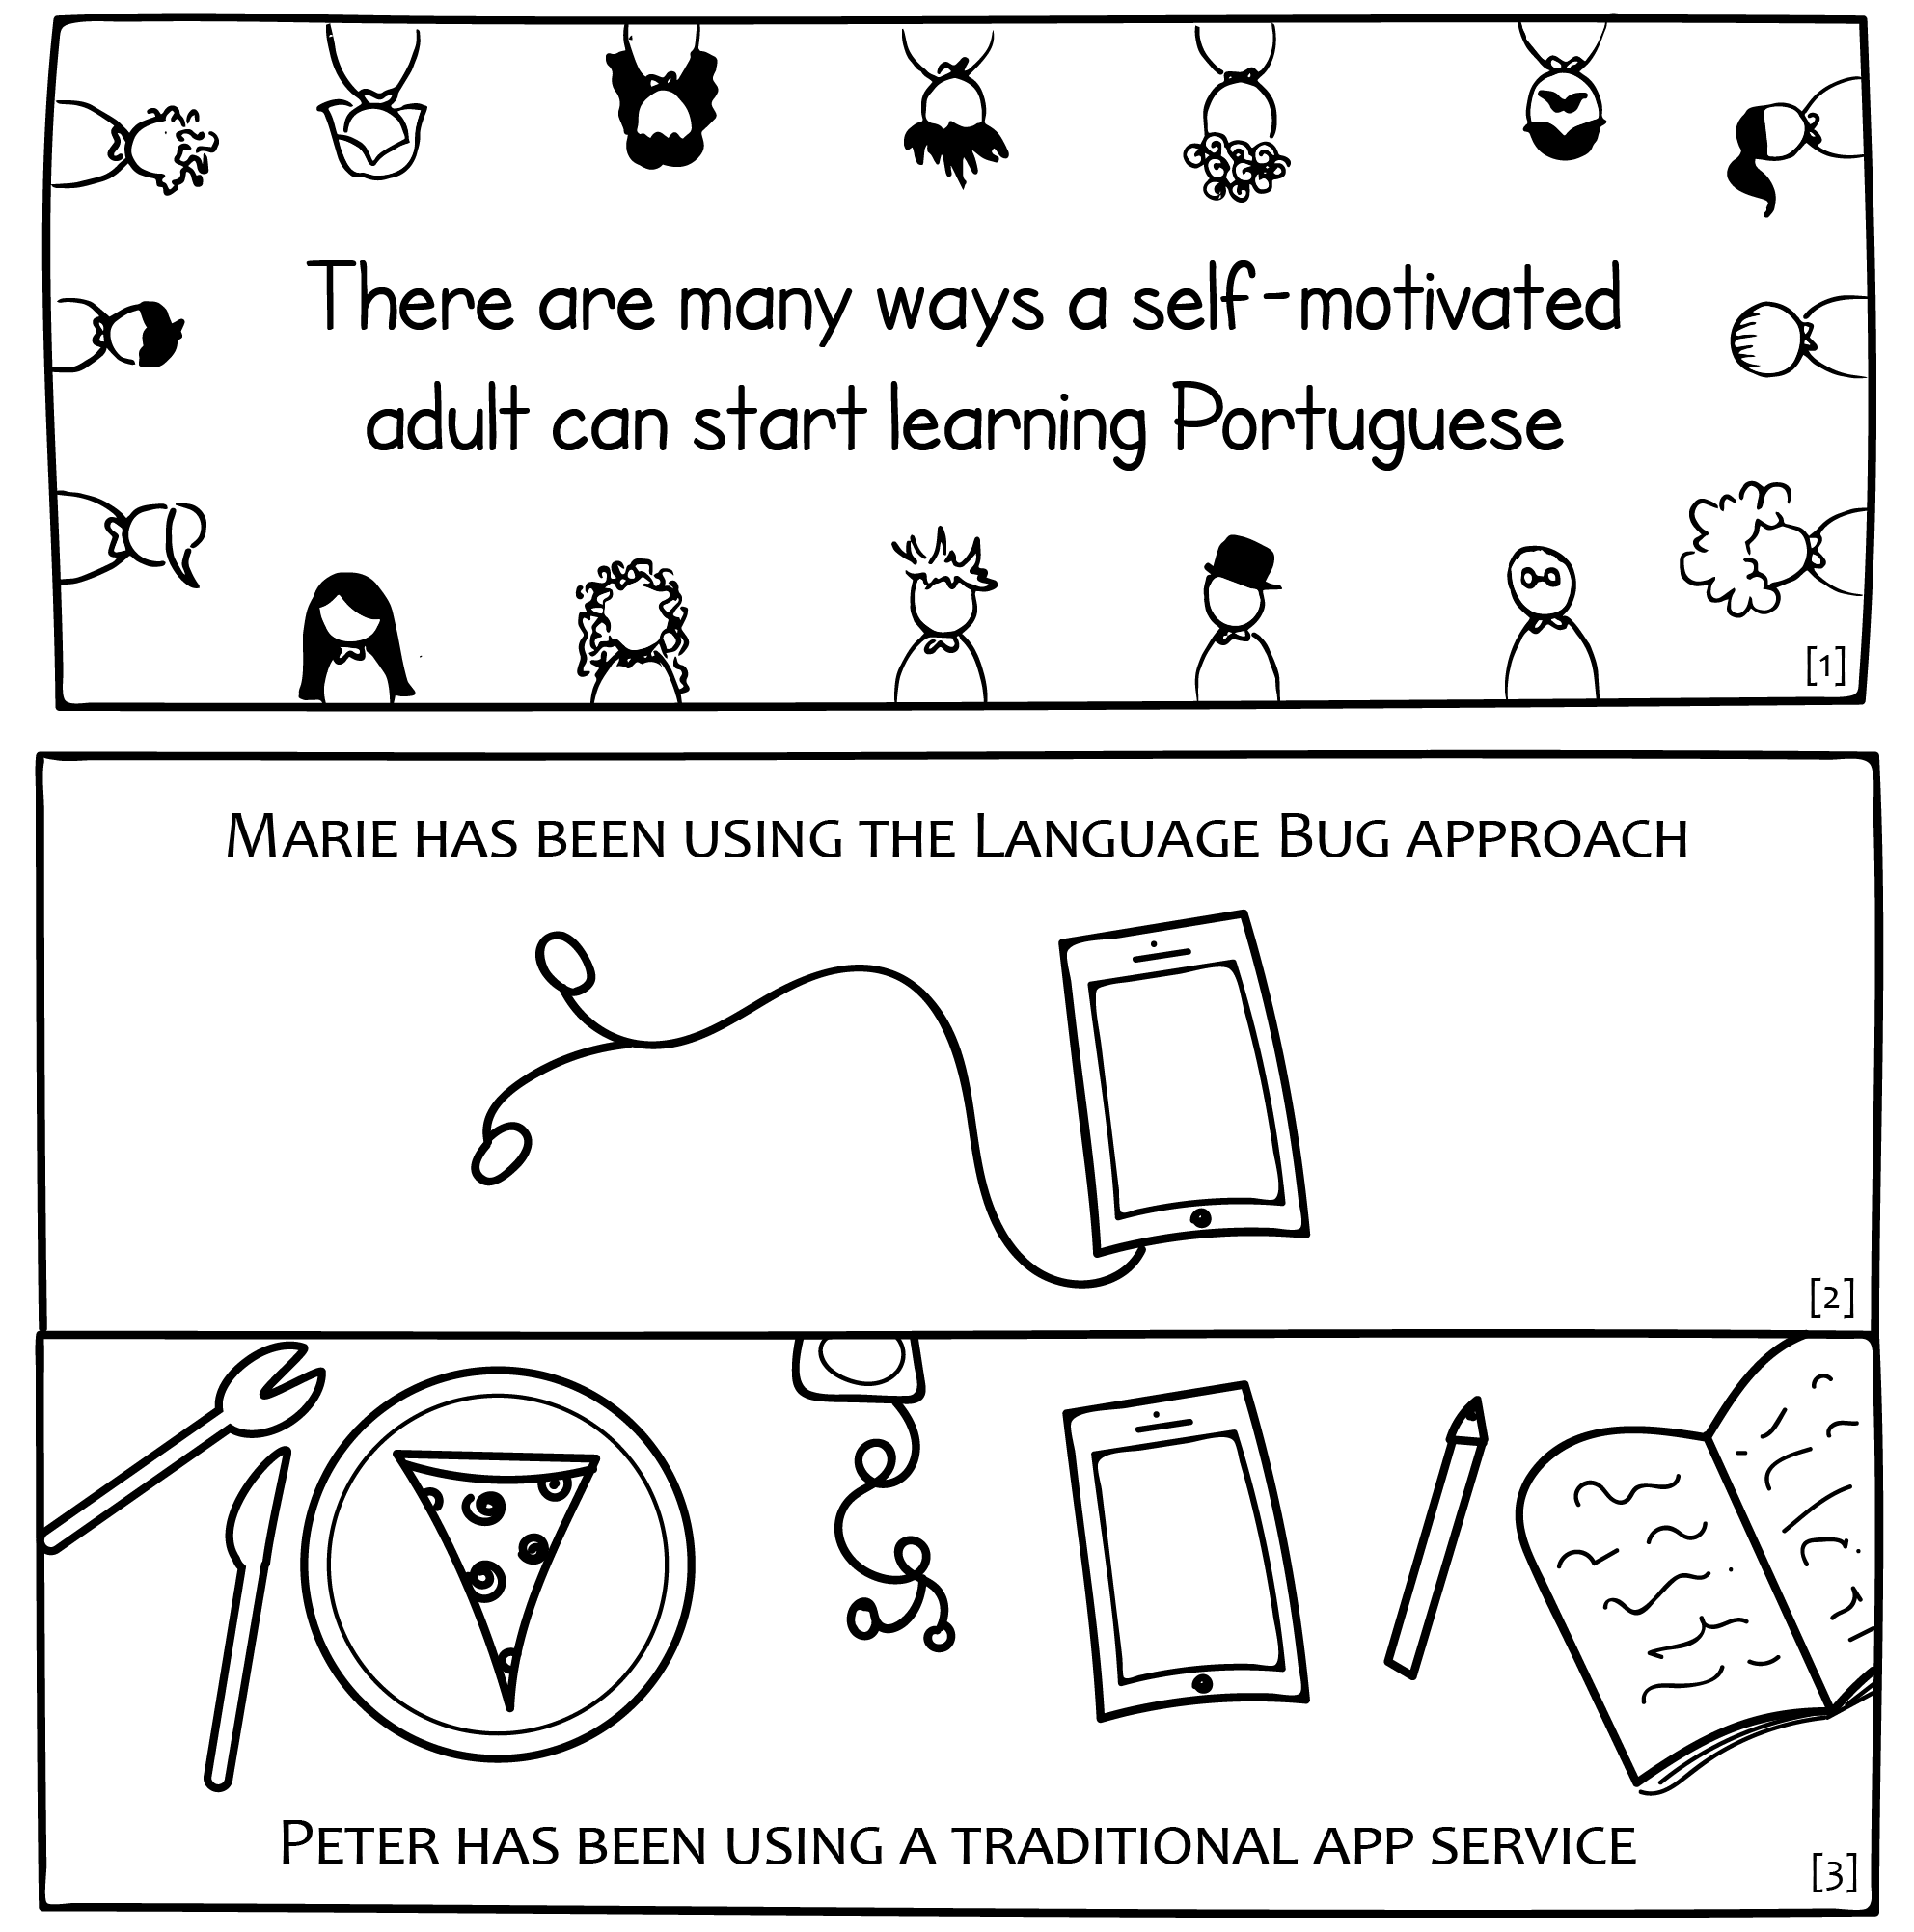 There are many ways a self-motivated
adult can start learning Portuguese
[1]
MARIE HAS BEEN USING THE LANGUAGE BUG APPROACH
[2]
PETER HAS BEEN USING A TRADITIONAL APP SERVICE
[3]